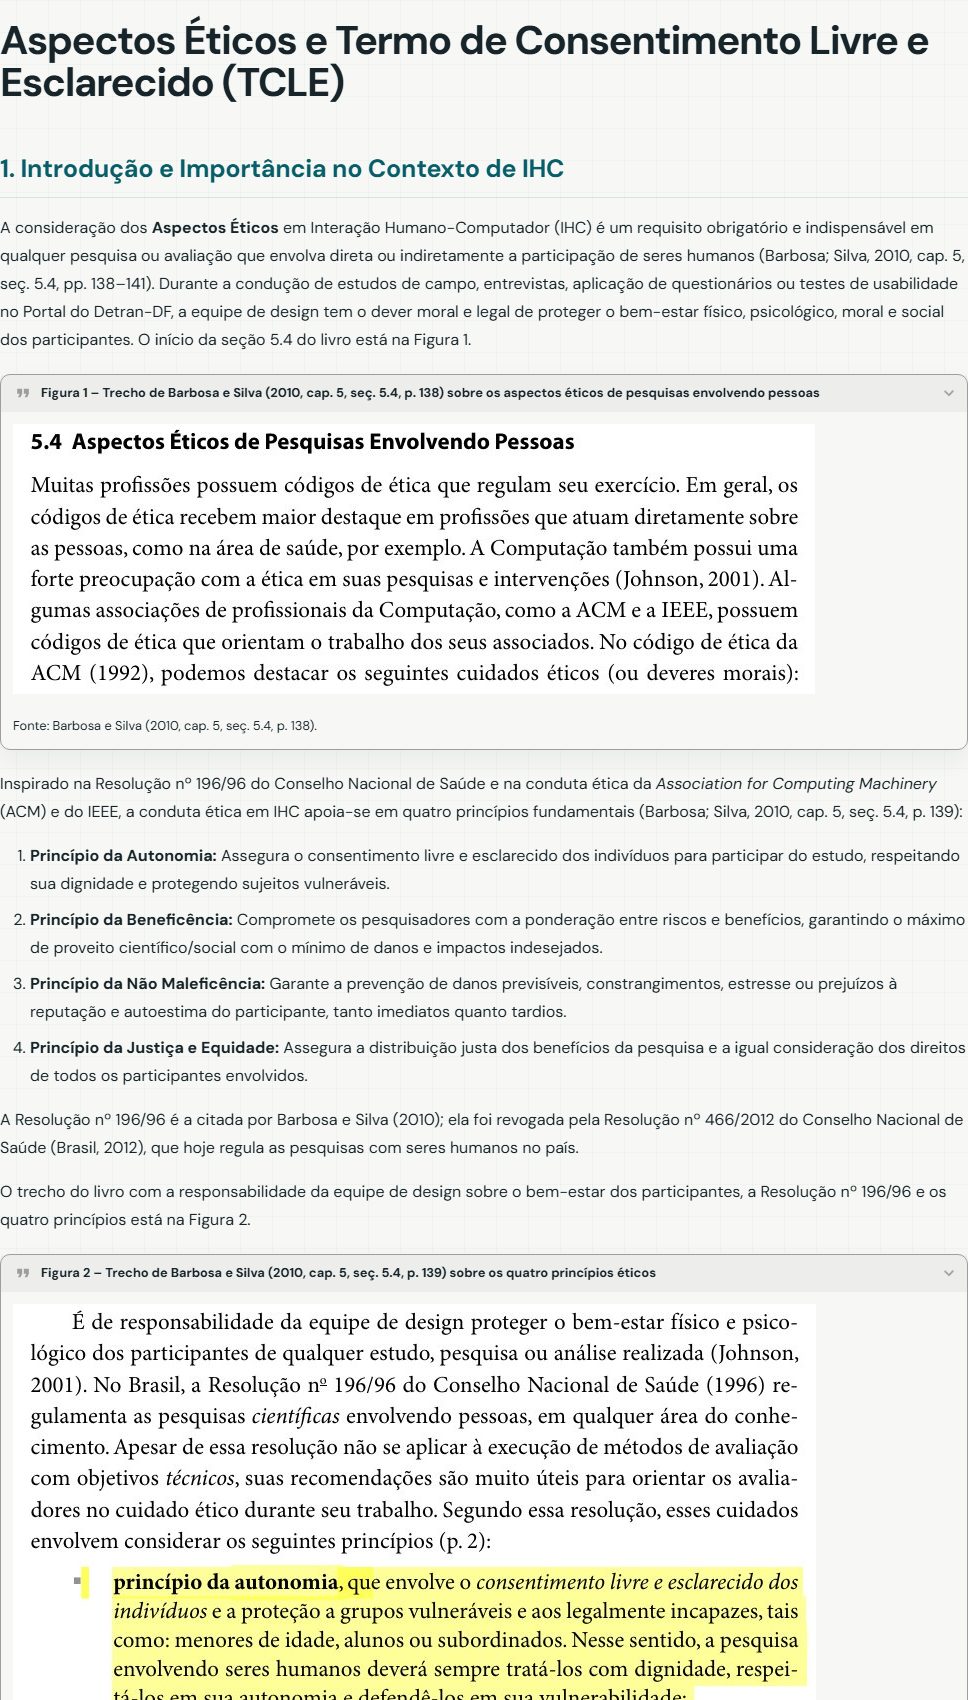 Aspectos Éticos e Termo de Consentimento Livre e
Esclarecido (TCLE)
1. Introdução e Importância no Contexto de IHC
A consideração dos Aspectos Éticos em Interação Humano-Computador (IHC) é um requisito obrigatório e indispensável em
qualquer pesquisa ou avaliação que envolva direta ou indiretamente a participação de seres humanos (Barbosa; Silva, 2010, cap. 5,
seç. 5.4, pp. 138–141). Durante a condução de estudos de campo, entrevistas, aplicação de questionários ou testes de usabilidade
no Portal do Detran-DF, a equipe de design tem o dever moral e legal de proteger o bem-estar físico, psicológico, moral e social
dos participantes. O início da seção 5.4 do livro está na Figura 1.
Figura 1 – Trecho de Barbosa e Silva (2010, cap. 5, seç. 5.4, p. 138) sobre os aspectos éticos de pesquisas envolvendo pessoas
5.4 Aspectos Éticos de Pesquisas Envolvendo Pessoas
Muitas profissões possuem códigos de ética que regulam seu exercício. Em geral, os
códigos de ética recebem maior destaque em profissões que atuam diretamente sobre
as pessoas, como na área de saúde, por exemplo. A Computação também possui uma
forte preocupação com a ética em suas pesquisas e intervenções (Johnson, 2001). Al-
gumas associações de profissionais da Computação, como a ACM e a IEEE, possuem
códigos de ética que orientam o trabalho dos seus associados. No código de ética da
ACM (1992), podemos destacar os seguintes cuidados éticos (ou deveres morais):
Fonte: Barbosa e Silva (2010, cap. 5, seç. 5.4, p. 138).
Inspirado na Resolução nº 196/96 do Conselho Nacional de Saúde e na conduta ética da Association for Computing Machinery
(ACM) e do IEEE, a conduta ética em IHC apoia-se em quatro princípios fundamentais (Barbosa; Silva, 2010, cap. 5, seç. 5.4, p. 139):
1. Princípio da Autonomia: Assegura o consentimento livre e esclarecido dos indivíduos para participar do estudo, respeitando
sua dignidade e protegendo sujeitos vulneráveis.
2. Princípio da Beneficência: Compromete os pesquisadores com a ponderação entre riscos e benefícios, garantindo o máximo
de proveito científico/social com o mínimo de danos e impactos indesejados.
3. Princípio da Não Maleficência: Garante a prevenção de danos previsíveis, constrangimentos, estresse ou prejuízos à
reputação e autoestima do participante, tanto imediatos quanto tardios.
4. Princípio da Justiça e Equidade: Assegura a distribuição justa dos benefícios da pesquisa e a igual consideração dos direitos
de todos os participantes envolvidos.
A Resolução nº 196/96 é a citada por Barbosa e Silva (2010); ela foi revogada pela Resolução nº 466/2012 do Conselho Nacional de
Saúde (Brasil, 2012), que hoje regula as pesquisas com seres humanos no país.
O trecho do livro com a responsabilidade da equipe de design sobre o bem-estar dos participantes, a Resolução nº 196/96 e os
quatro princípios está na Figura 2.
Figura 2 – Trecho de Barbosa e Silva (2010, cap. 5, seç. 5.4, p. 139) sobre os quatro princípios éticos
É de responsabilidade da equipe de design proteger o bem-estar físico e psico-
lógico dos participantes de qualquer estudo, pesquisa ou análise realizada (Johnson,
2001). No Brasil, a Resolução nº 196/96 do Conselho Nacional de Saúde (1996) re-
gulamenta as pesquisas científicas envolvendo pessoas, em qualquer área do conhe-
cimento. Apesar de essa resolução não se aplicar à execução de métodos de avaliação
com objetivos técnicos, suas recomendações são muito úteis para orientar os avalia-
dores no cuidado ético durante seu trabalho. Segundo essa resolução, esses cuidados
envolvem considerar os seguintes princípios (p. 2):
princípio da autonomia, que envolve o consentimento livre e esclarecido dos
indivíduos e a proteção a grupos vulneráveis e aos legalmente incapazes, tais
como: menores de idade, alunos ou subordinados. Nesse sentido, a pesquisa
envolvendo seres humanos deverá sempre tratá-los com dignidade, respei-
tá-los em sua autonomia e defendê-los em sua vulnerabilidade;